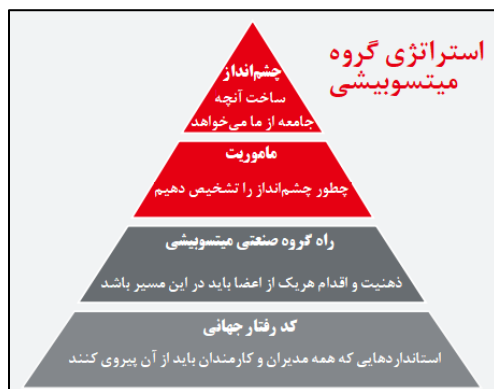 استراتژی گروه
میتسوبیشی
چشم‌انداز
ساخت آنچه
جامعه از ما می‌خواهد
ماموریت
چطور چشم‌انداز را تشخیص دهیم
راه گروه صنعتی میتسوبیشی
ذهنیت و اقدام هریک از اعضا باید در این مسیر باشد
کد رفتار جهانی
استانداردهایی که همه مدیران و کارمندان باید از آن پیروی کنند